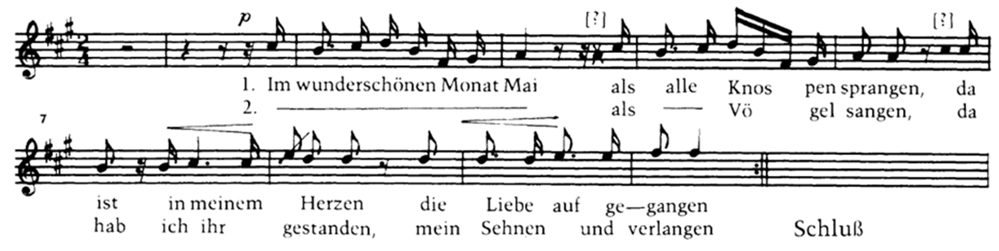 p [?] [?]
1. Im wunderschönen Monat Mai als alle Knos pen sprangen, da
2. als Vö gel sangen, da
7
ist in meinem Herzen die Liebe auf ge—gangen
hab ich ihr gestanden, mein Sehnen und verlangen Schluß